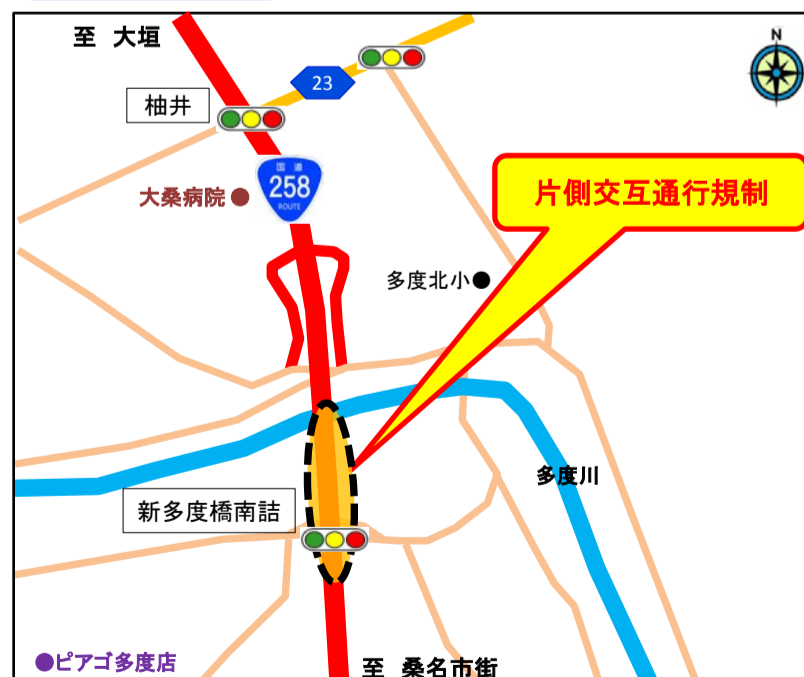 至 大垣
N
23
柚井
国道
258
ROUTE
大桑病院
片側交互通行規制
多度北小
多度川
新多度橋南詰
ピアゴ多度店
至 桑名市街